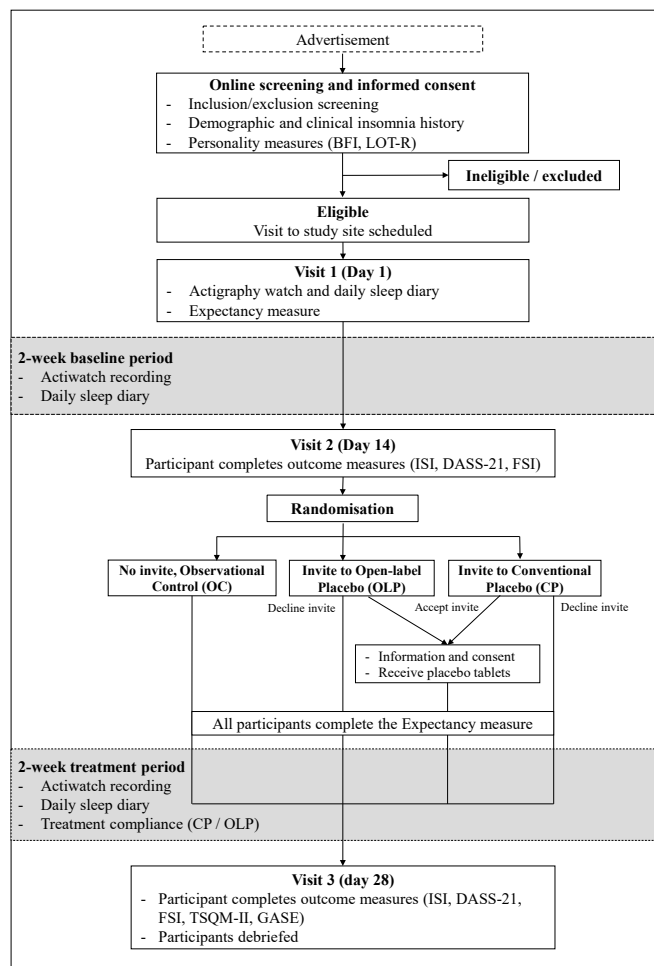 Advertisement
Online screening and informed consent
- Inclusion/exclusion screening
- Demographic and clinical insomnia history
- Personality measures (BFI, LOT-R)
Ineligible / excluded
Eligible
Visit to study site scheduled
Visit 1 (Day 1)
- Actigraphy watch and daily sleep diary
- Expectancy measure
2-week baseline period
- Actiwatch recording
- Daily sleep diary
Visit 2 (Day 14)
Participant completes outcome measures (ISI, DASS-21, FSI)
Randomisation
No invite, Observational
Control (OC)
Invite to Open-label
Placebo (OLP)
Invite to Conventional
Placebo (CP)
Decline invite
Accept invite
Decline invite
- Information and consent
- Receive placebo tablets
All participants complete the Expectancy measure
2-week treatment period
- Actiwatch recording
- Daily sleep diary
- Treatment compliance (CP / OLP)
Visit 3 (day 28)
- Participant completes outcome measures (ISI, DASS-21,
FSI, TSQM-II, GASE)
- Participants debriefed